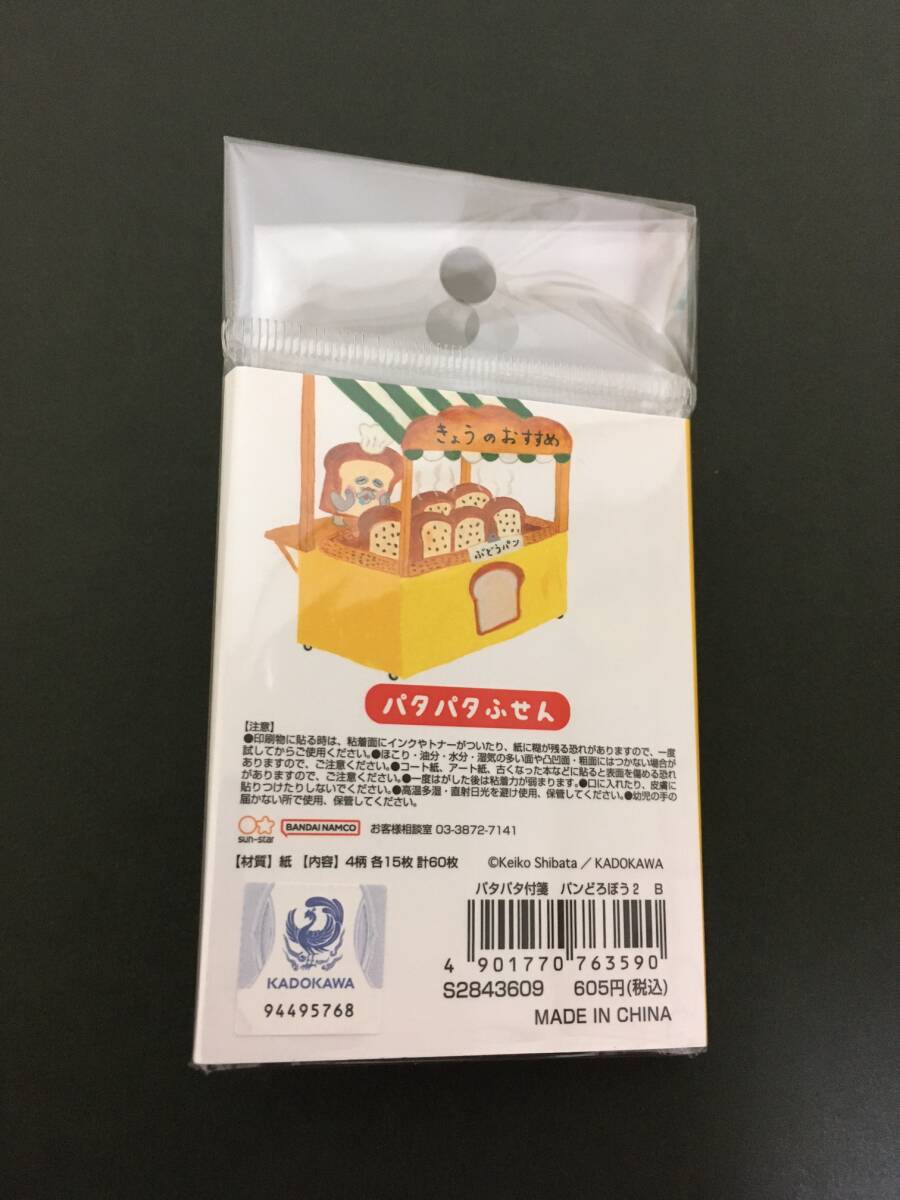 きょうのおすすめ
ぶどうパン
パタパタふせん
【注意】
●印刷物に貼る時は、粘着面にインクやトナーがついたり、紙に糊が残る恐れがありますので、一度
試してからご使用ください。●ほこり・油分・水分・湿気の多い面や凸凹面・粗面にはつかない場合が
ありますので、ご注意ください。●コート紙、アート紙、古くなった本などに貼ると表面を傷める恐れ
がありますので、ご注意ください。●一度はがした後は粘着力が弱まります。●口に入れたり、皮膚に
貼りつけたりしないでください。●高温多湿・直射日光を避け使用、保管してください。●幼児の手の
届かない所で使用、保管してください。
sun-star BANDAI NAMCO お客様相談室 03-3872-7141
【材質】紙 【内容】4柄 各15枚 計60枚 ©Keiko Shibata / KADOKAWA
パタパタ付箋 パンどろぼう2 B
4 901770 763590
S2843609 605円(税込)
MADE IN CHINA
KADOKAWA
94495768